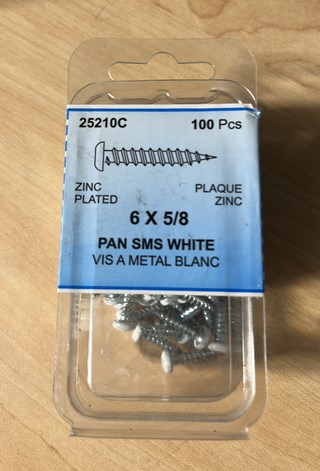 25210C 100 Pcs
ZINC PLAQUE
PLATED ZINC
6 X 5/8
PAN SMS WHITE
VIS A METAL BLANC